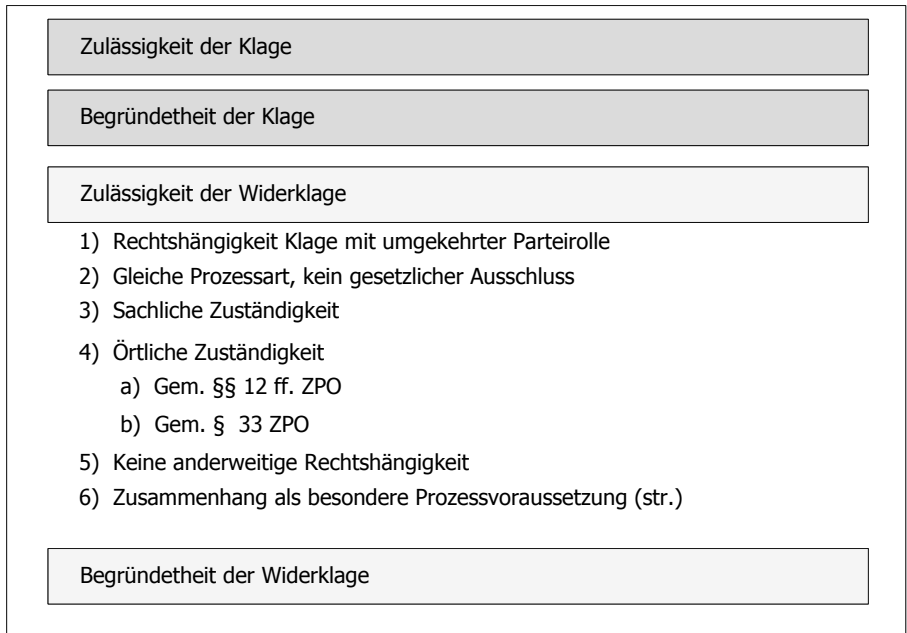 Zulässigkeit der Klage
Begründetheit der Klage
Zulässigkeit der Widerklage
1) Rechtshängigkeit Klage mit umgekehrter Parteirolle
2) Gleiche Prozessart, kein gesetzlicher Ausschluss
3) Sachliche Zuständigkeit
4) Örtliche Zuständigkeit
a) Gem. §§ 12 ff. ZPO
b) Gem. § 33 ZPO
5) Keine anderweitige Rechtshängigkeit
6) Zusammenhang als besondere Prozessvoraussetzung (str.)
Begründetheit der Widerklage